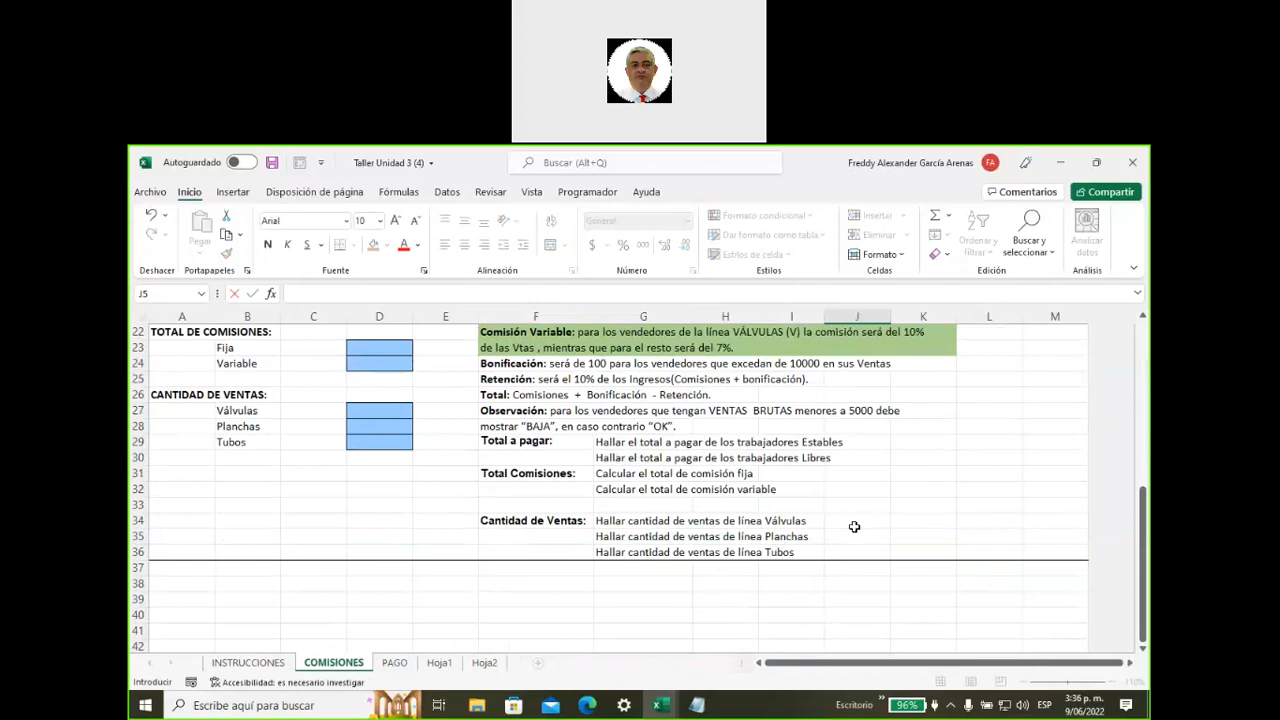 Autoguardado
Taller Unidad 3 (4)
Buscar (Alt+Q)
Freddy Alexander García Arenas
FA
Archivo Inicio Insertar Disposición de página Fórmulas Datos Revisar Vista Programador Ayuda
Comentarios
Compartir
Pegar
Arial 10
N K S
General
$ % 000
Formato condicional
Dar formato como tabla
Estilos de celda
Insertar
Eliminar
Formato
Ordenar y filtrar
Buscar y seleccionar
Analizar datos
Deshacer Portapapeles Fuente Alineación Número Estilos Celdas Edición Análisis
J5 fx
A B C D E F G H I J K L M
22 TOTAL DE COMISIONES: Comisión Variable: para los vendedores de la línea VÁLVULAS (V) la comisión será del 10%
23 Fija de las Vtas , mientras que para el resto será del 7%.
24 Variable Bonificación: será de 100 para los vendedores que excedan de 10000 en sus Ventas
25 Retención: será el 10% de los Ingresos(Comisiones + bonificación).
26 CANTIDAD DE VENTAS: Total: Comisiones + Bonificación - Retención.
27 Válvulas Observación: para los vendedores que tengan VENTAS BRUTAS menores a 5000 debe
28 Planchas mostrar “BAJA”, en caso contrario “OK”.
29 Tubos Total a pagar: Hallar el total a pagar de los trabajadores Estables
30 Hallar el total a pagar de los trabajadores Libres
31 Total Comisiones: Calcular el total de comisión fija
32 Calcular el total de comisión variable
33
34 Cantidad de Ventas: Hallar cantidad de ventas de línea Válvulas
35 Hallar cantidad de ventas de línea Planchas
36 Hallar cantidad de ventas de línea Tubos
37
38
39
40
41
42
INSTRUCCIONES COMISIONES PAGO Hoja1 Hoja2
Introducir Accesibilidad: es necesario investigar 110%
Escribe aquí para buscar
Escritorio
96%
ESP
3:36 p. m.
9/06/2022